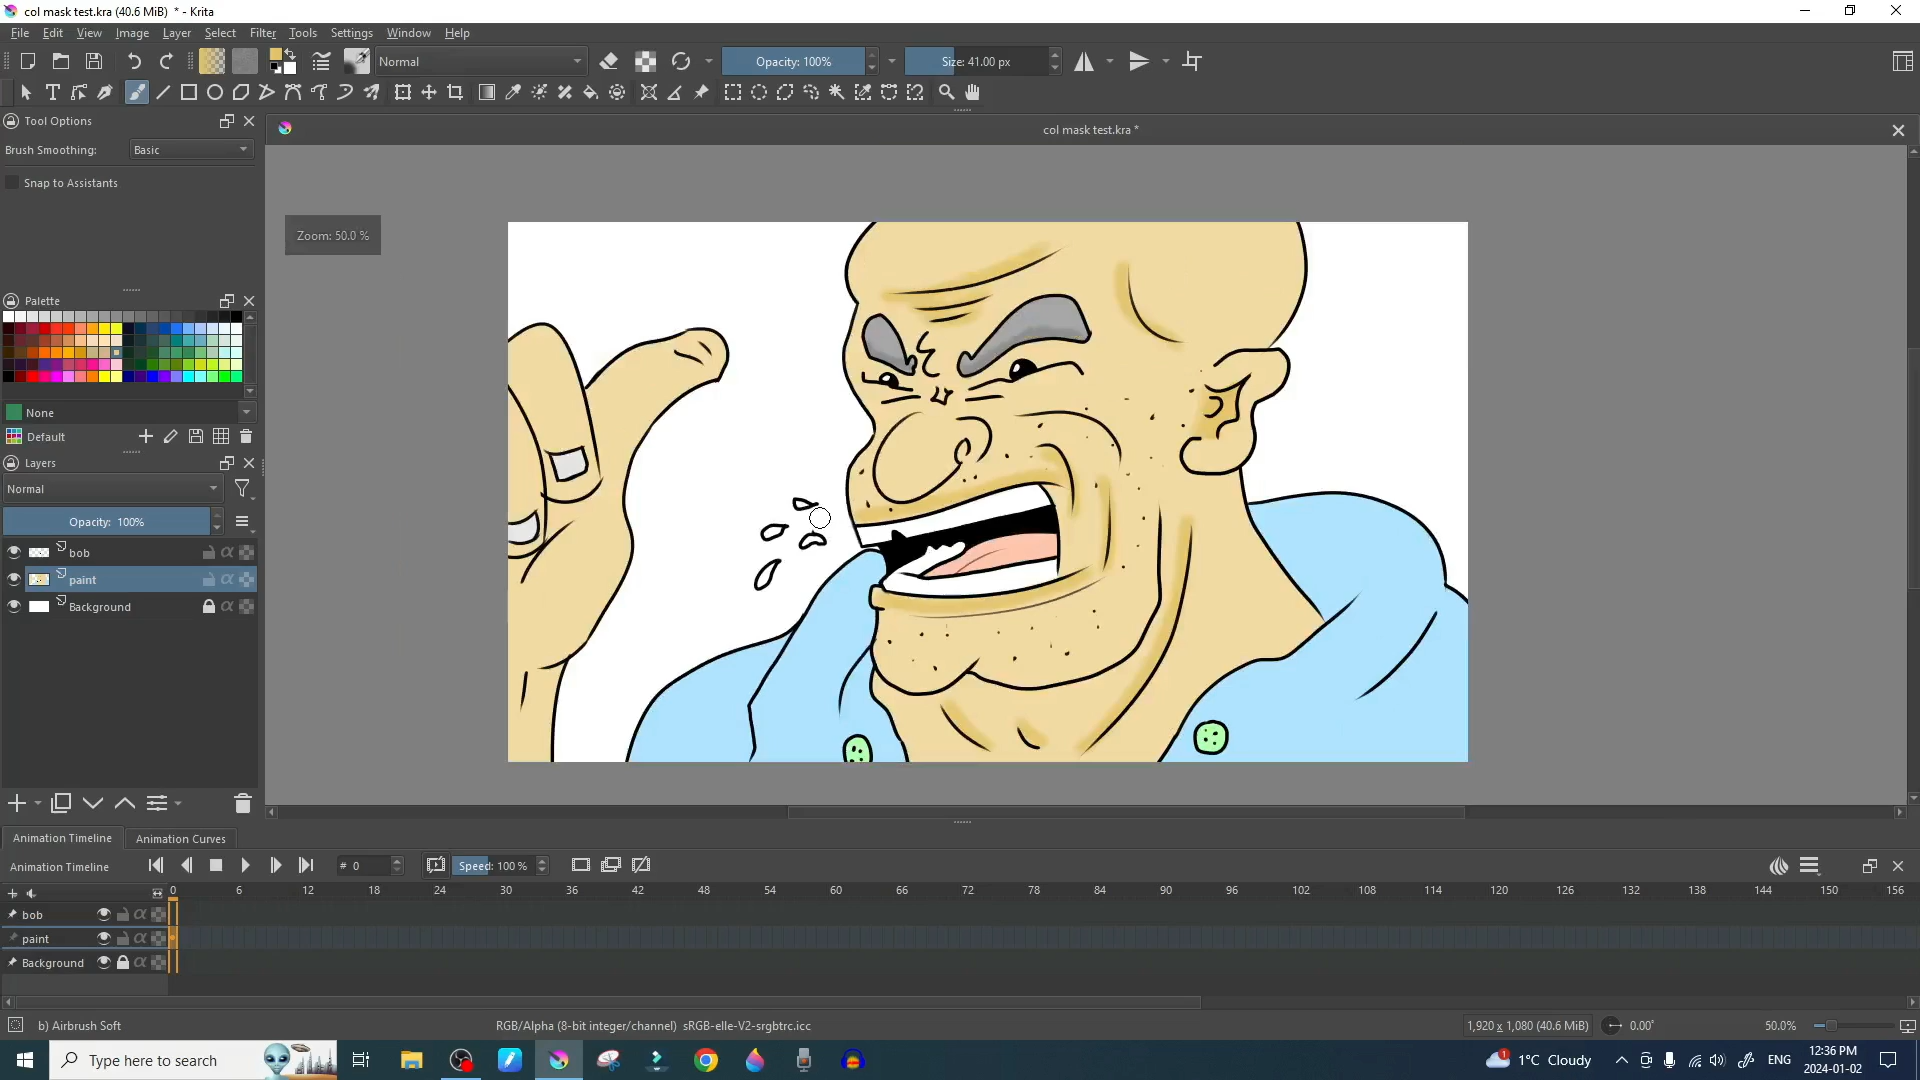 col mask test.kra (40.6 MiB) * - Krita
File Edit View Image Layer Select Filter Tools Settings Window Help
Normal Opacity: 100% Size: 41.00 px
Tool Options
col mask test.kra *
Brush Smoothing: Basic
Snap to Assistants
Zoom: 50.0 %
Palette
None
Default
Layers
Normal
Opacity: 100%
bob
paint
Background
Animation Timeline Animation Curves
Animation Timeline # 0 Speed: 100 %
0 6 12 18 24 30 36 42 48 54 60 66 72 78 84 90 96 102 108 114 120 126 132 138 144 150 156
bob
paint
Background
b) Airbrush Soft RGB/Alpha (8-bit integer/channel) sRGB-elle-V2-srgbtrc.icc 1,920 x 1,080 (40.6 MiB) 0.00° 50.0%
Type here to search 1 1°C Cloudy ENG 12:36 PM
2024-01-02